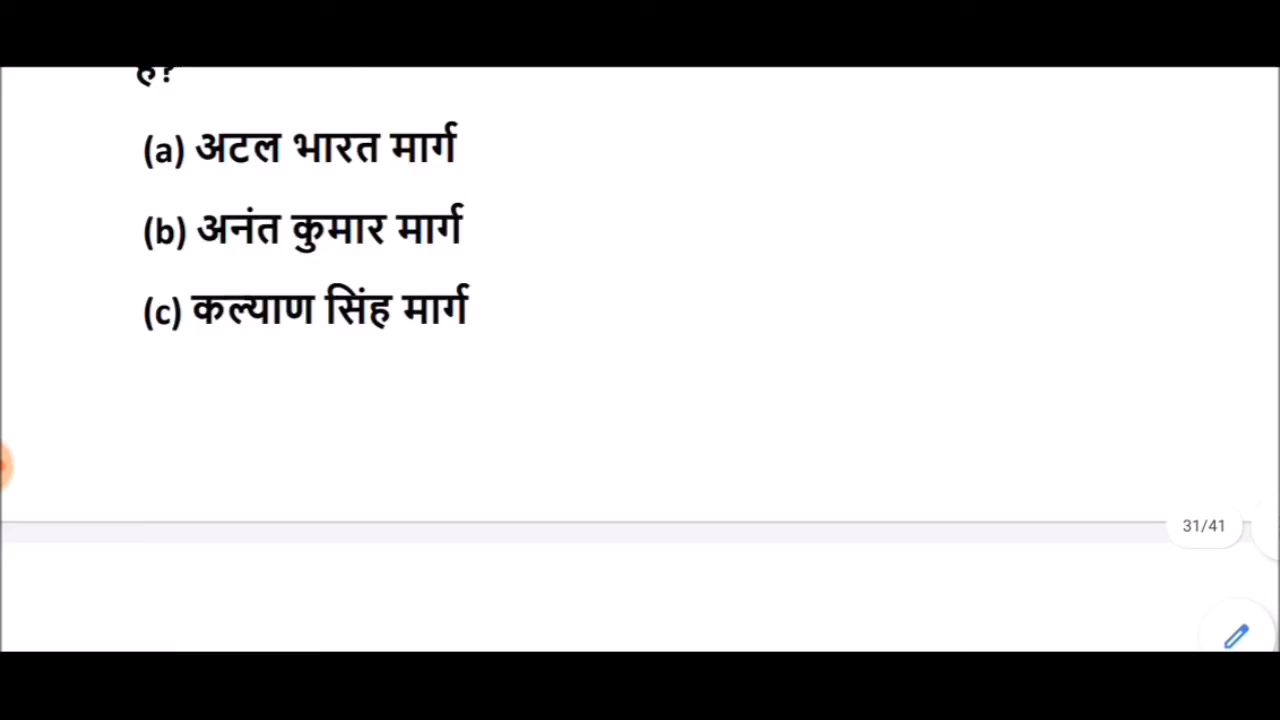 है?
(a) अटल भारत मार्ग
(b) अनंत कुमार मार्ग
(c) कल्याण सिंह मार्ग
31/41